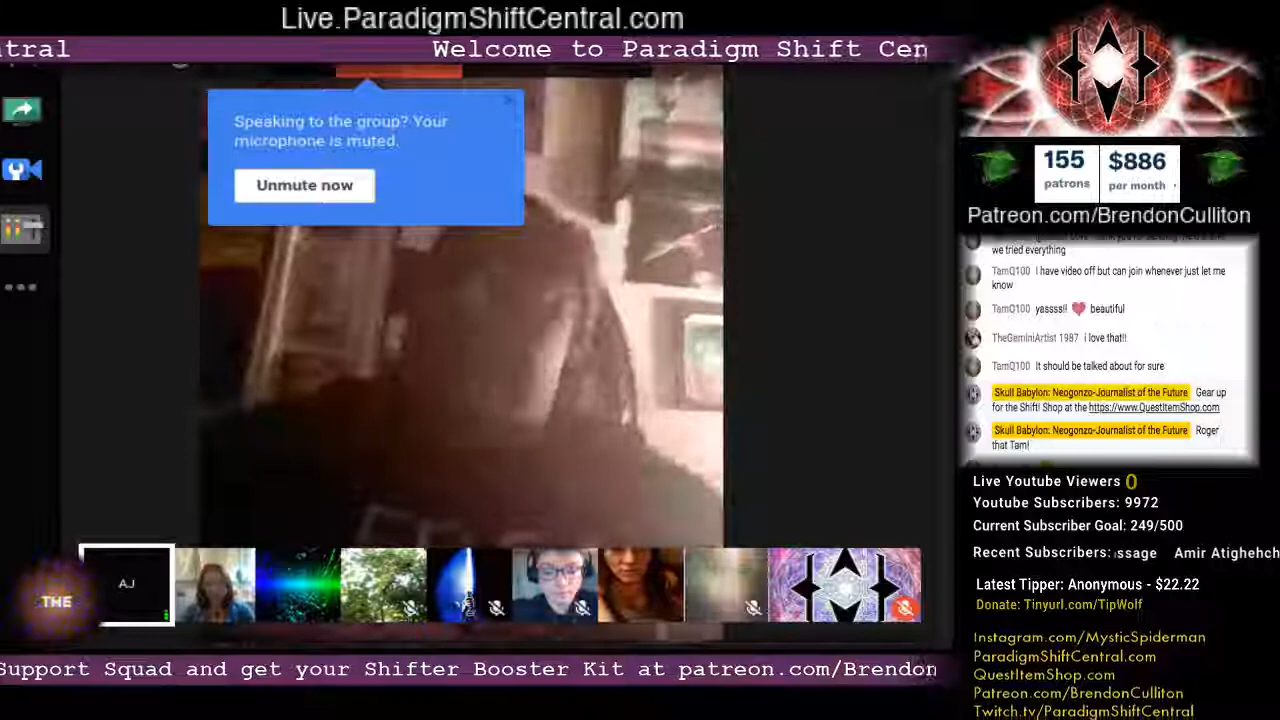 Live.ParadigmShiftCentral.com
tral Welcome to Paradigm Shift Cen
Speaking to the group? Your
microphone is muted.
Unmute now
155
patrons
$886
per month
Patreon.com/BrendonCulliton
we tried everything
TamQ100 I have video off but can join whenever just let me
know
TamQ100 yassss!! ❤ beautiful
TheGeminiArtist 1987 i love that!!
TamQ100 It should be talked about for sure
Skull Babylon: Neogonzo-Journalist of the Future Gear up
for the Shift! Shop at the https://www.QuestItemShop.com
Skull Babylon: Neogonzo-Journalist of the Future Roger
that Tam!
Live Youtube Viewers 0
Youtube Subscribers: 9972
Current Subscriber Goal: 249/500
Recent Subscribers: ssage Amir Atighehch
Latest Tipper: Anonymous - $22.22
Donate: Tinyurl.com/TipWolf
AJ
THE
Instagram.com/MysticSpiderman
ParadigmShiftCentral.com
QuestItemShop.com
Patreon.com/BrendonCulliton
Twitch.tv/ParadigmShiftCentral
Support Squad and get your Shifter Booster Kit at patreon.com/Brendon